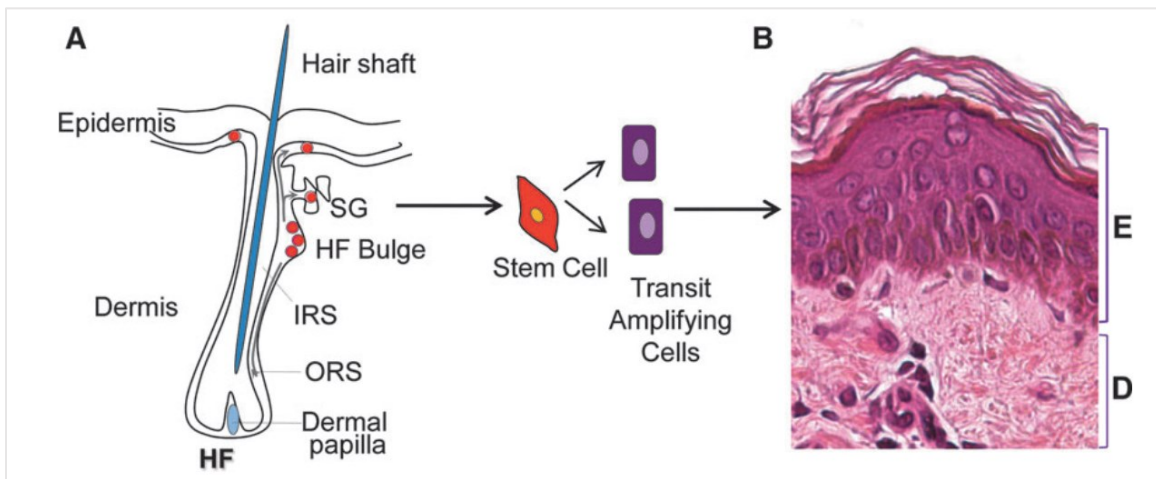 A
B
Hair shaft
Epidermis
SG
HF Bulge
Stem Cell
Dermis
IRS
Transit
Amplifying
Cells
ORS
Dermal
papilla
HF
E
D